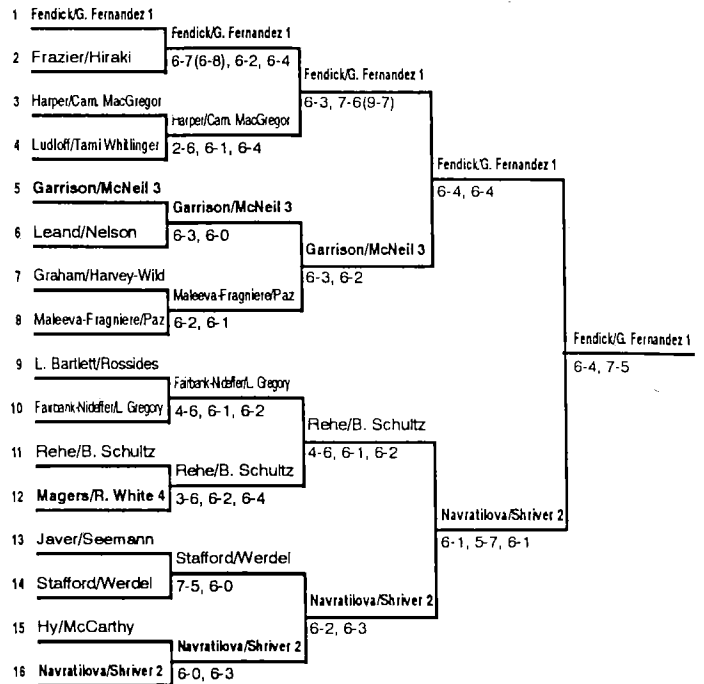 1 Fendick/G. Fernandez 1
2 Frazier/Hiraki
3 Harper/Cam. MacGregor
4 Ludloff/Tami Whitlinger
5 Garrison/McNeil 3
6 Leand/Nelson
7 Graham/Harvey-Wild
8 Maleeva-Fragniere/Paz
9 L. Bartlett/Rossides
10 Fairbank-Nideffer/L. Gregory
11 Rehe/B. Schultz
12 Magers/R. White 4
13 Javer/Seemann
14 Stafford/Werdel
15 Hy/McCarthy
16 Navratilova/Shriver 2
Fendick/G. Fernandez 1
6-7(6-8), 6-2, 6-4
Harper/Cam. MacGregor
2-6, 6-1, 6-4
Garrison/McNeil 3
6-3, 6-0
Maleeva-Fragniere/Paz
6-2, 6-1
Fairbank-Nideffer/L. Gregory
4-6, 6-1, 6-2
Rehe/B. Schultz
3-6, 6-2, 6-4
Stafford/Werdel
7-5, 6-0
Navratilova/Shriver 2
6-0, 6-3
Fendick/G. Fernandez 1
6-3, 7-6(9-7)
Garrison/McNeil 3
6-3, 6-2
Rehe/B. Schultz
4-6, 6-1, 6-2
Navratilova/Shriver 2
6-2, 6-3
Fendick/G. Fernandez 1
6-4, 6-4
Navratilova/Shriver 2
6-1, 5-7, 6-1
Fendick/G. Fernandez 1
6-4, 7-5